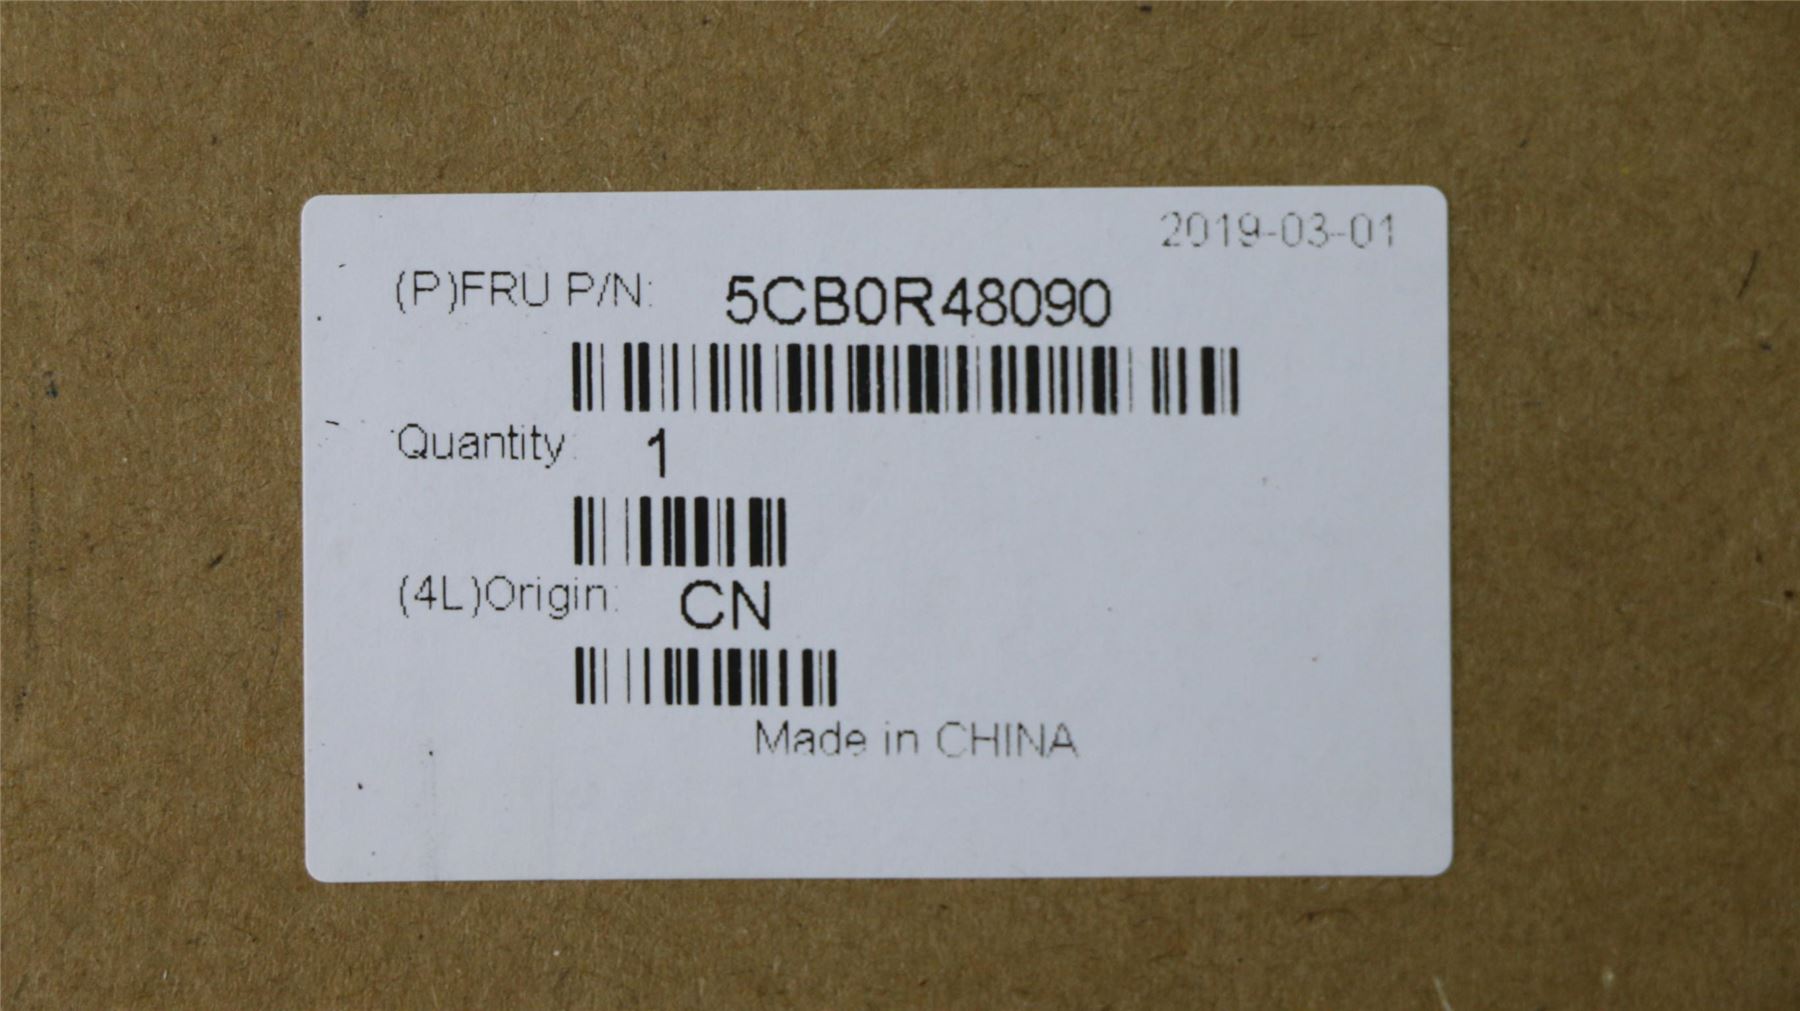 2019-03-01
(P)FRU P/N: 5CB0R48090
Quantity: 1
(4L)Origin: CN
Made in CHINA